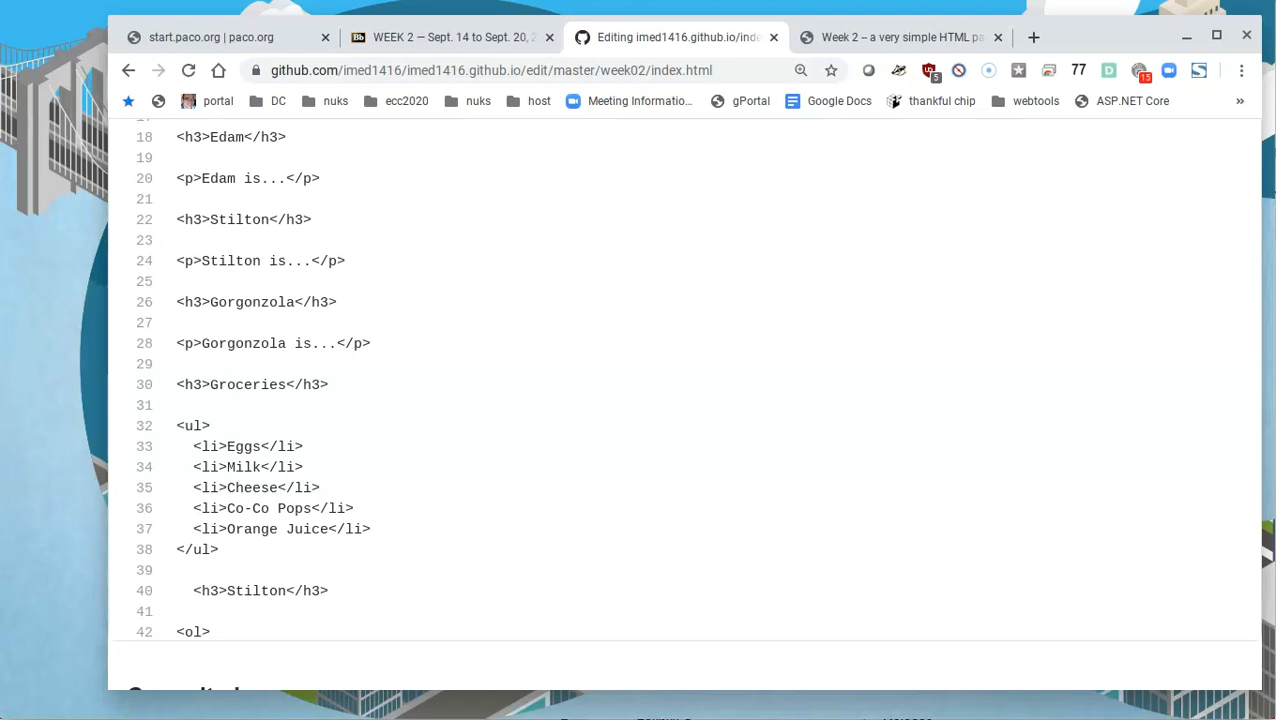 start.paco.org | paco.org
Bb WEEK 2 — Sept. 14 to Sept. 20, 2
Editing imed1416.github.io/inde
Week 2 – a very simple HTML pa
github.com/imed1416/imed1416.github.io/edit/master/week02/index.html
5 77 D 15 S
portal DC nuks ecc2020 nuks host Meeting Informatio... gPortal Google Docs thankful chip webtools ASP.NET Core »
18 <h3>Edam</h3>
19
20 <p>Edam is...</p>
21
22 <h3>Stilton</h3>
23
24 <p>Stilton is...</p>
25
26 <h3>Gorgonzola</h3>
27
28 <p>Gorgonzola is...</p>
29
30 <h3>Groceries</h3>
31
32 <ul>
33 <li>Eggs</li>
34 <li>Milk</li>
35 <li>Cheese</li>
36 <li>Co-Co Pops</li>
37 <li>Orange Juice</li>
38 </ul>
39
40 <h3>Stilton</h3>
41
42 <ol>